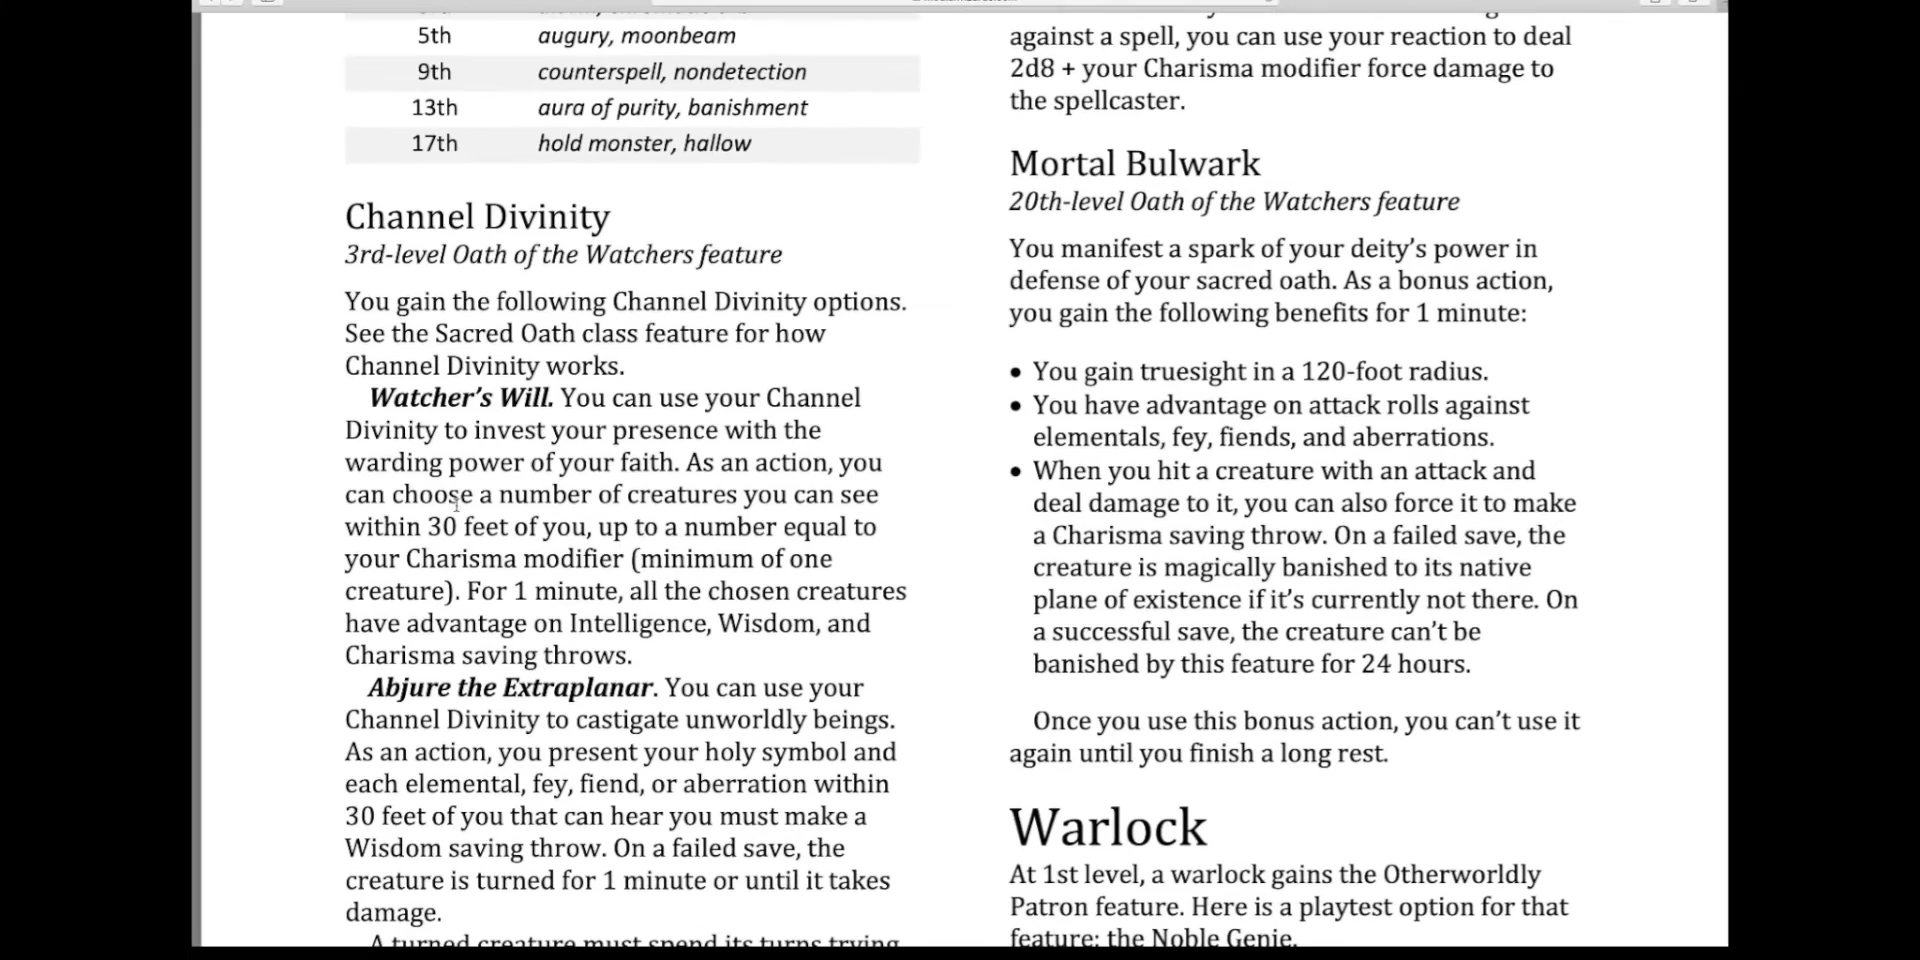 5th augury, moonbeam
9th counterspell, nondetection
13th aura of purity, banishment
17th hold monster, hallow
Channel Divinity
3rd-level Oath of the Watchers feature
You gain the following Channel Divinity options.
See the Sacred Oath class feature for how
Channel Divinity works.
Watcher’s Will. You can use your Channel
Divinity to invest your presence with the
warding power of your faith. As an action, you
can choose a number of creatures you can see
within 30 feet of you, up to a number equal to
your Charisma modifier (minimum of one
creature). For 1 minute, all the chosen creatures
have advantage on Intelligence, Wisdom, and
Charisma saving throws.
Abjure the Extraplanar. You can use your
Channel Divinity to castigate unworldly beings.
As an action, you present your holy symbol and
each elemental, fey, fiend, or aberration within
30 feet of you that can hear you must make a
Wisdom saving throw. On a failed save, the
creature is turned for 1 minute or until it takes
damage.
A turned creature must spend its turns trying
against a spell, you can use your reaction to deal
2d8 + your Charisma modifier force damage to
the spellcaster.
Mortal Bulwark
20th-level Oath of the Watchers feature
You manifest a spark of your deity’s power in
defense of your sacred oath. As a bonus action,
you gain the following benefits for 1 minute:
• You gain truesight in a 120-foot radius.
• You have advantage on attack rolls against
elementals, fey, fiends, and aberrations.
• When you hit a creature with an attack and
deal damage to it, you can also force it to make
a Charisma saving throw. On a failed save, the
creature is magically banished to its native
plane of existence if it’s currently not there. On
a successful save, the creature can’t be
banished by this feature for 24 hours.
Once you use this bonus action, you can’t use it
again until you finish a long rest.
Warlock
At 1st level, a warlock gains the Otherworldly
Patron feature. Here is a playtest option for that
feature: the Noble Genie.